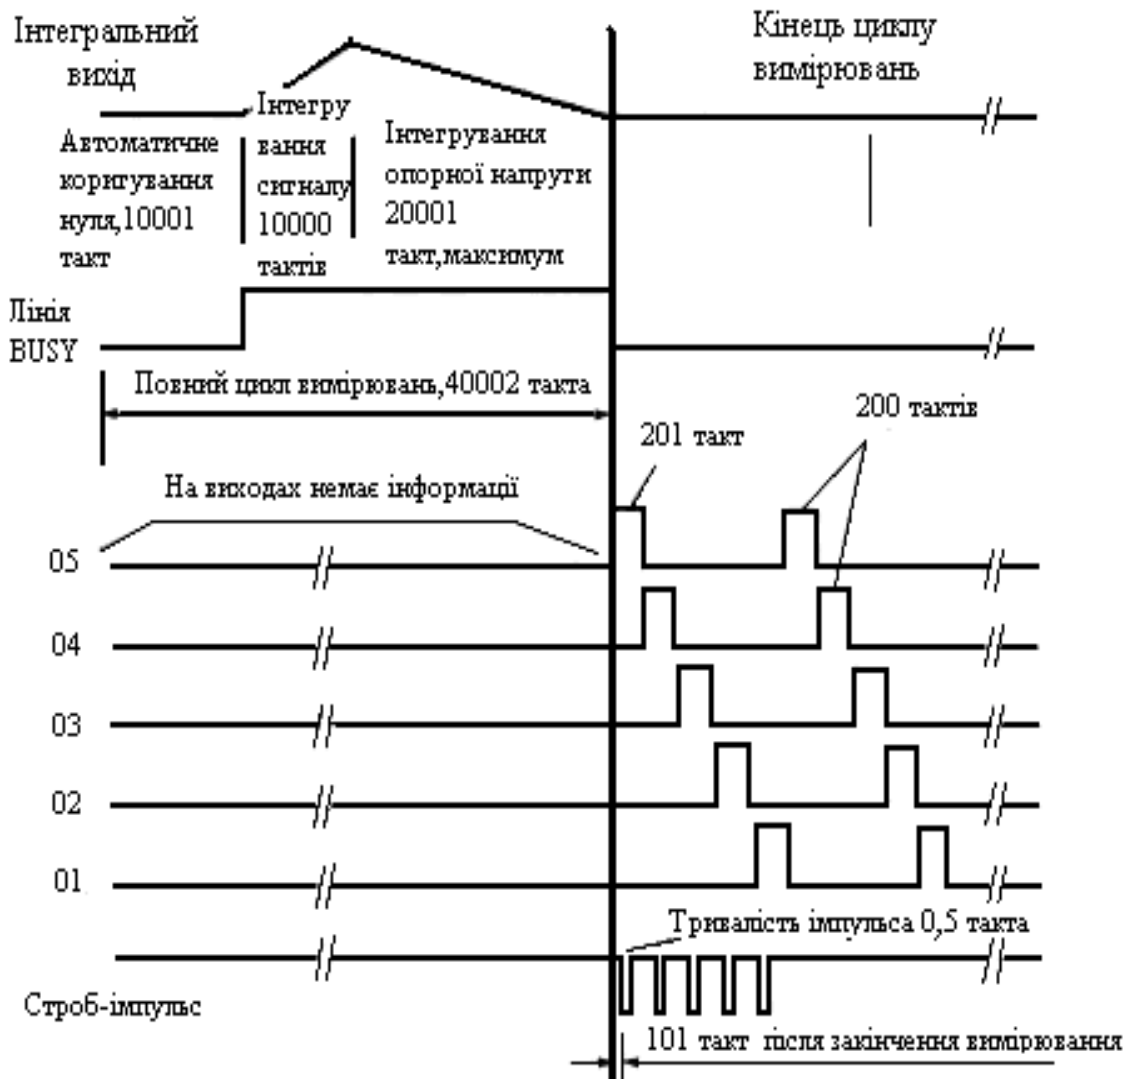 Інтегральний
вихід
Кінець циклу
вимірювань
Автоматичне
коригування
нуля,10001
такт
Інтегру
вання
сигналу
10000
тактів
Інтегрування
опорної напруги
20001
такт,максимум
Лінія
BUSY
Повний цикл вимірювань,40002 такта
201 такт
200 тактів
На виходах немає інформації
05
04
03
02
01
Тривалість імпульса 0,5 такта
Строб-імпульс
101 такт після закінчення вимірювання